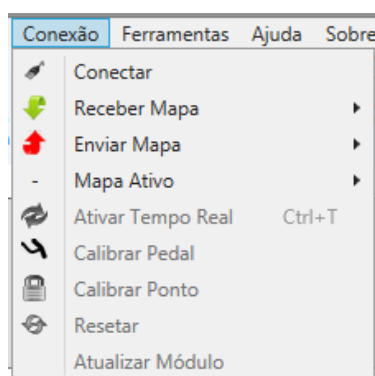 Conexão Ferramentas Ajuda Sobre
Conectar
Receber Mapa
Enviar Mapa
- Mapa Ativo
Ativar Tempo Real Ctrl+T
Calibrar Pedal
Calibrar Ponto
Resetar
Atualizar Módulo